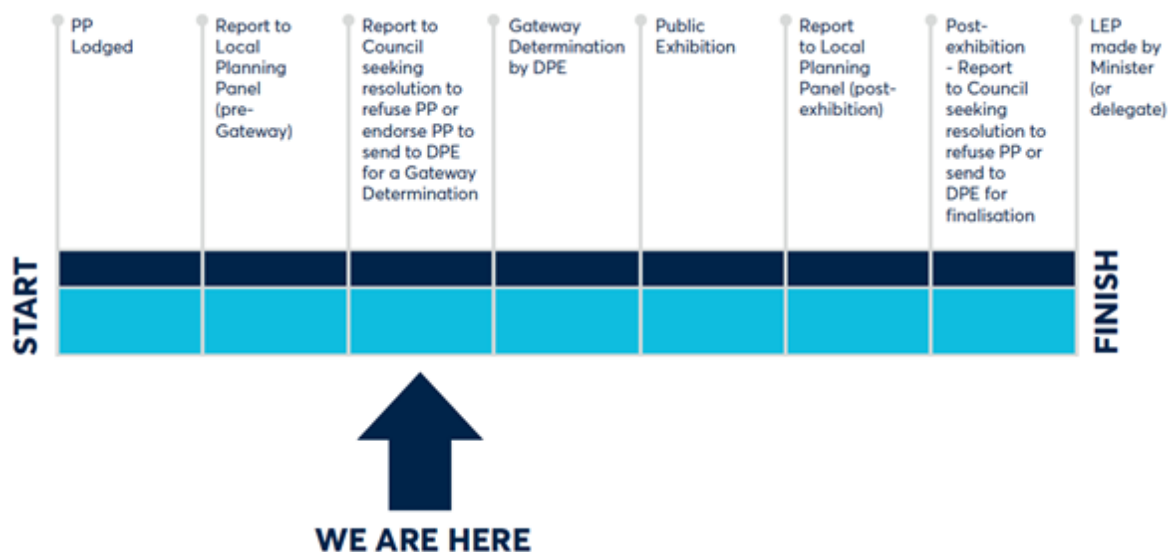 PP
Lodged
Report to
Local
Planning
Panel
(pre-
Gateway)
Report to
Council
seeking
resolution to
refuse PP or
endorse PP to
send to DPE
for a Gateway
Determination
Gateway
Determination
by DPE
Public
Exhibition
Report
to Local
Planning
Panel (post-
exhibition)
Post-
exhibition
- Report
to Council
seeking
resolution to
refuse PP or
send to
DPE for
finalisation
LEP
made by
Minister
(or
delegate)
START
FINISH
WE ARE HERE